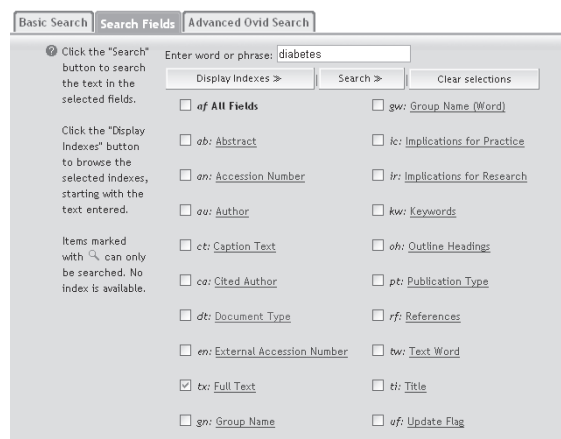 Basic Search Search Fields Advanced Ovid Search
Click the "Search"
button to search
the text in the
selected fields.
Click the "Display
Indexes" button
to browse the
selected indexes,
starting with the
text entered.
Items marked
with can only
be searched. No
index is available.
Enter word or phrase: diabetes
Display Indexes ≫ | Search ≫ | Clear selections
af All Fields
ab: Abstract
an: Accession Number
au: Author
ct: Caption Text
ca: Cited Author
dt: Document Type
en: External Accession Number
tx: Full Text
gn: Group Name
gw: Group Name (Word)
ic: Implications for Practice
ir: Implications for Research
kw: Keywords
oh: Outline Headings
pt: Publication Type
rf: References
tw: Text Word
ti: Title
uf: Update Flag